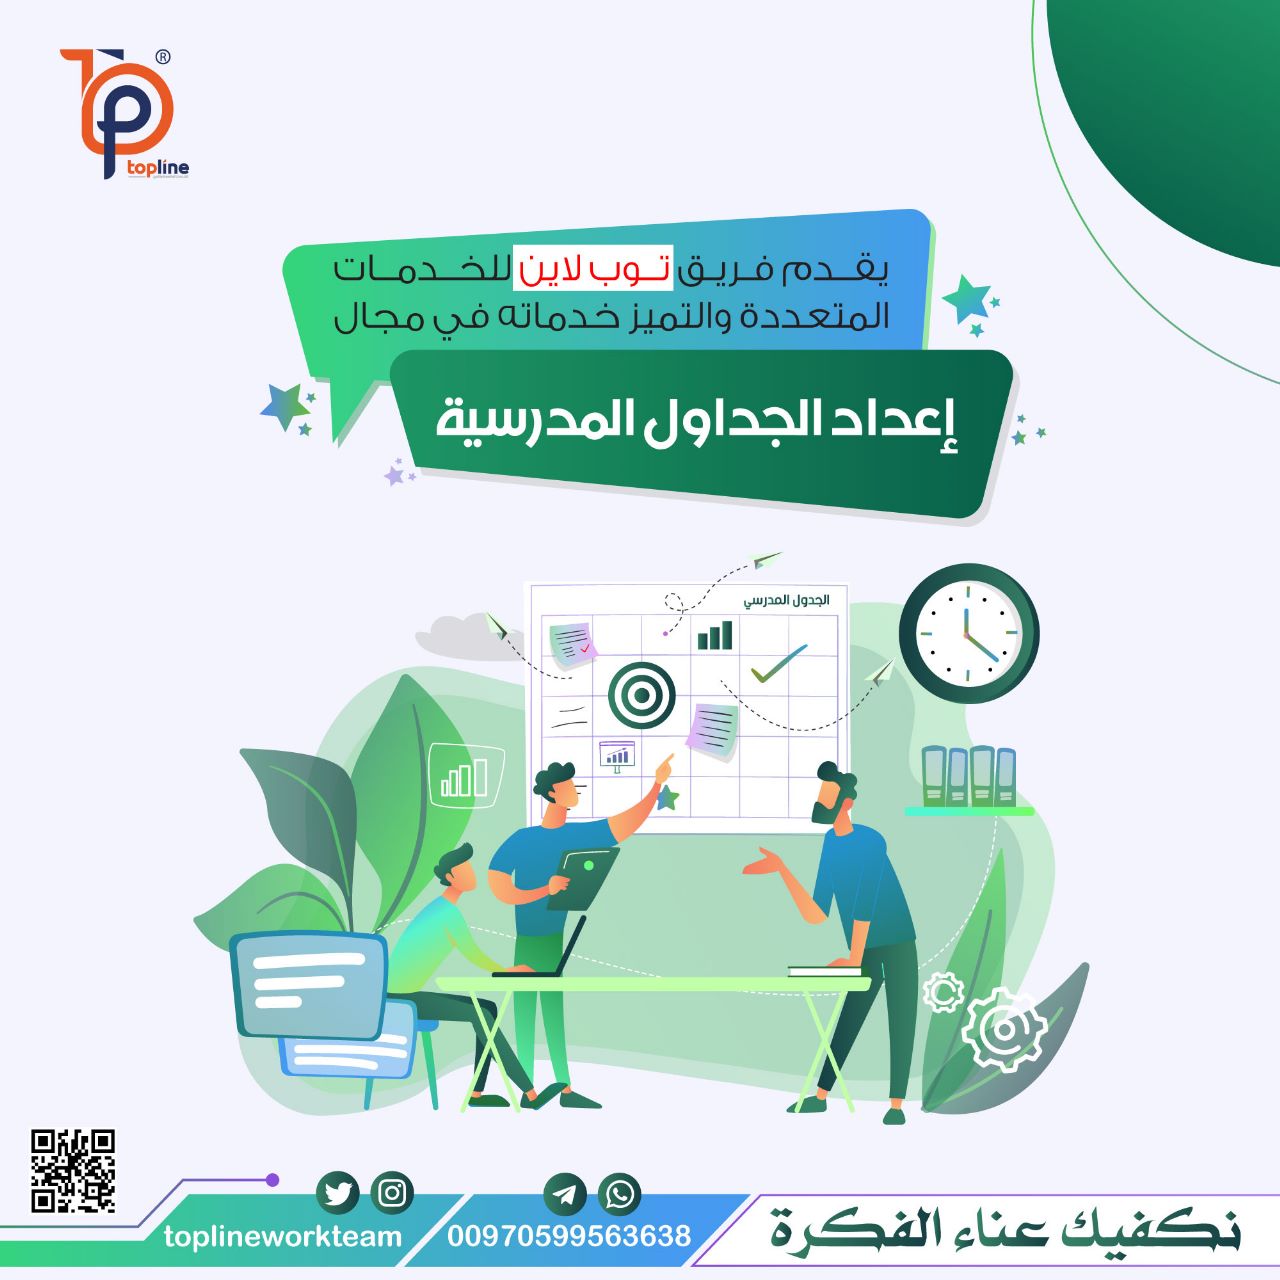 topline
يقدم فريق توب لاين للخدمات
المتعددة والتميز خدماته في مجال
إعداد الجداول المدرسية
الجدول المدرسي
toplineworkteam
00970599563638
نكفيك عناء الفكرة